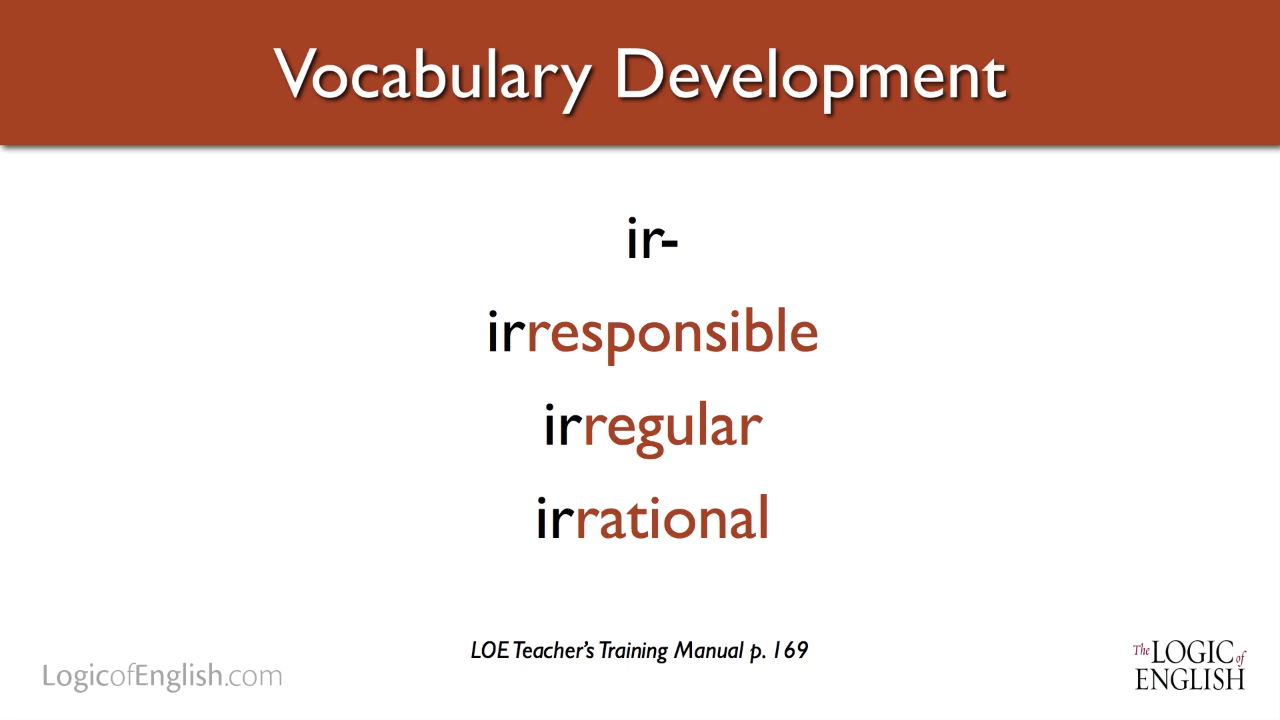 Vocabulary Development
ir-
irresponsible
irregular
irrational
LOE Teacher's Training Manual p. 169
LogicofEnglish.com
The LOGIC of
ENGLISH